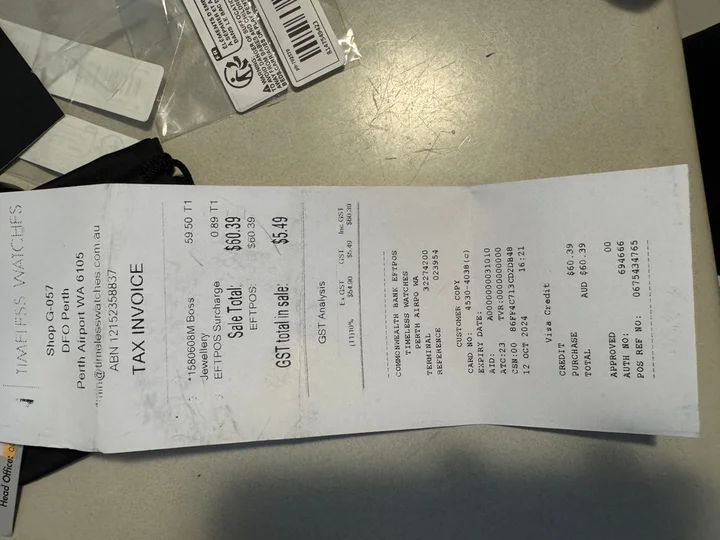 TIMELESS WATCHES
Shop G-057
DFO Perth
Perth Airport WA 6105
@timelesswatches.com.au
ABN 12152358837
TAX INVOICE
*1580608M Boss 59.50 T1
Jewellery
EFTPOS Surcharge 0.89 T1
Sale Total: $60.39
EFTPOS: $60.39
GST total in sale: $5.49
GST Analysis
Ex GST GST Inc GST
(T1)10% $54.90 $5.49 $60.39
COMMONWEALTH BANK EFTPOS
TIMELESS WATCHES
PERTH AIRPO WA
TERMINAL 32274200
REFERENCE 023954
CUSTOMER COPY
CARD NO: 4530-4038(c)
EXPIRY DATE:
AID: A0000000031010
ATC:23 TVR:0000000000
CSN:00 86FF4C713CD2D84B
12 OCT 2024 16:21
Visa Credit
CREDIT
PURCHASE $60.39
TOTAL AUD $60.39
APPROVED 00
AUTH NO: 694666
POS REF NO: 0675434765
Head Office:
FR
WARNING